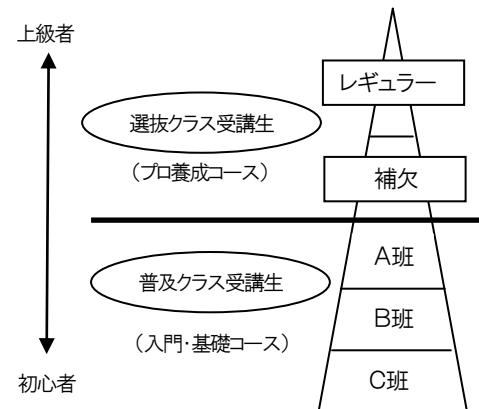 上級者
レギュラー
選抜クラス受講生
(プロ養成コース)
補欠
A班
普及クラス受講生
B班
(入門・基礎コース)
初心者
C班